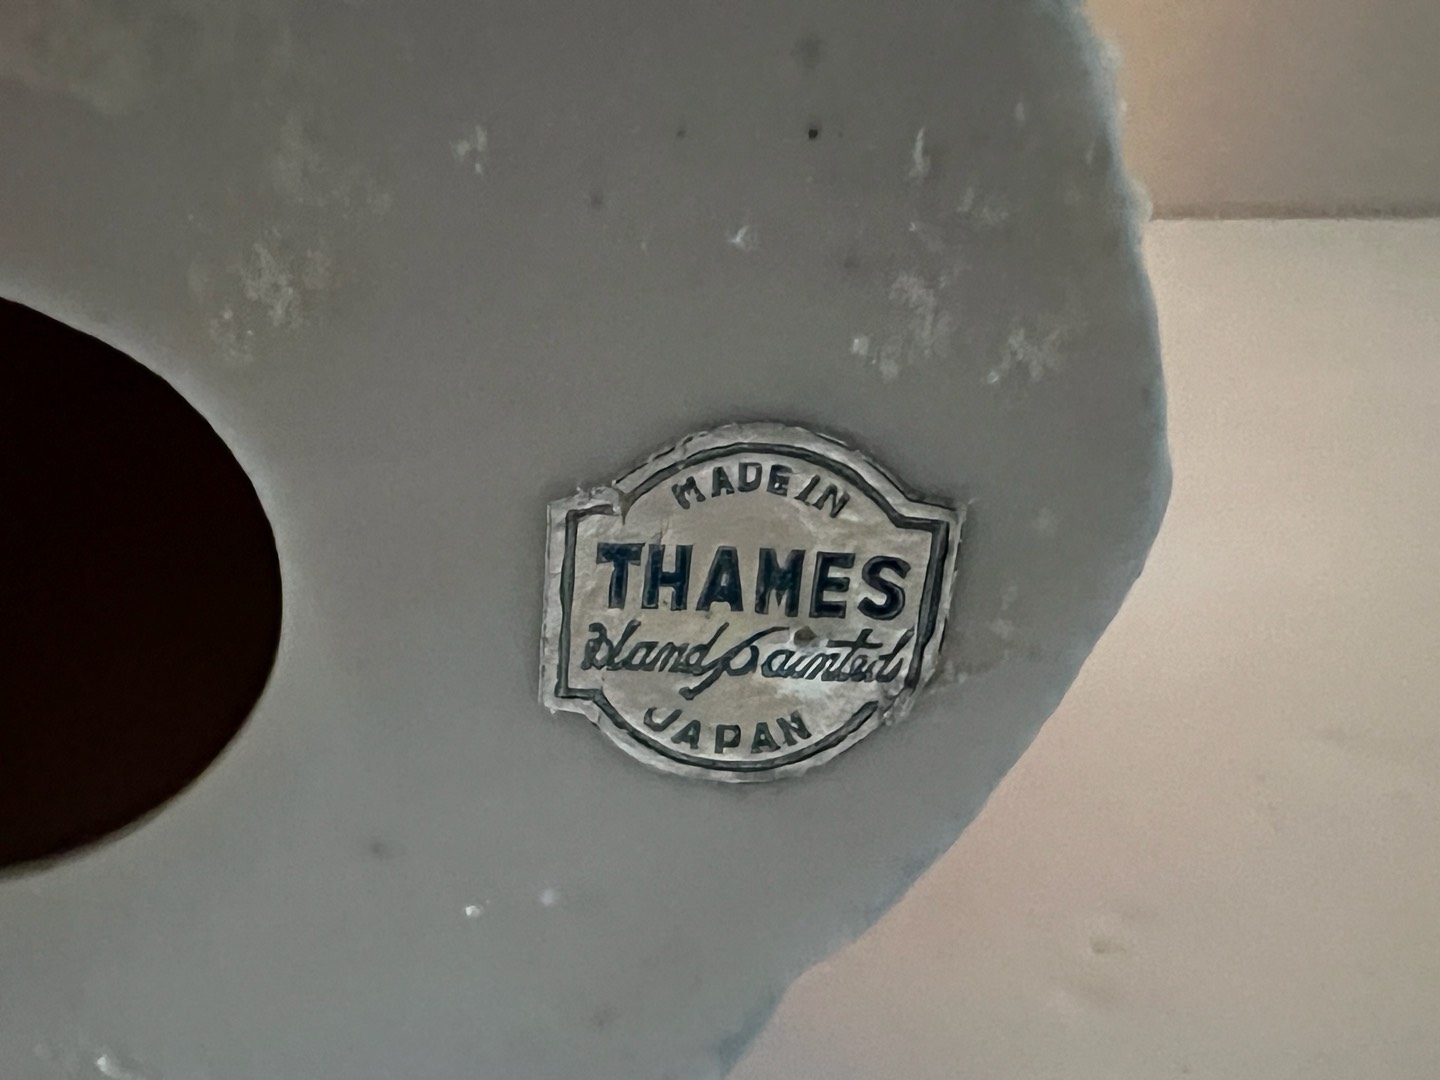 MADE IN
THAMES
Hand Painted
JAPAN